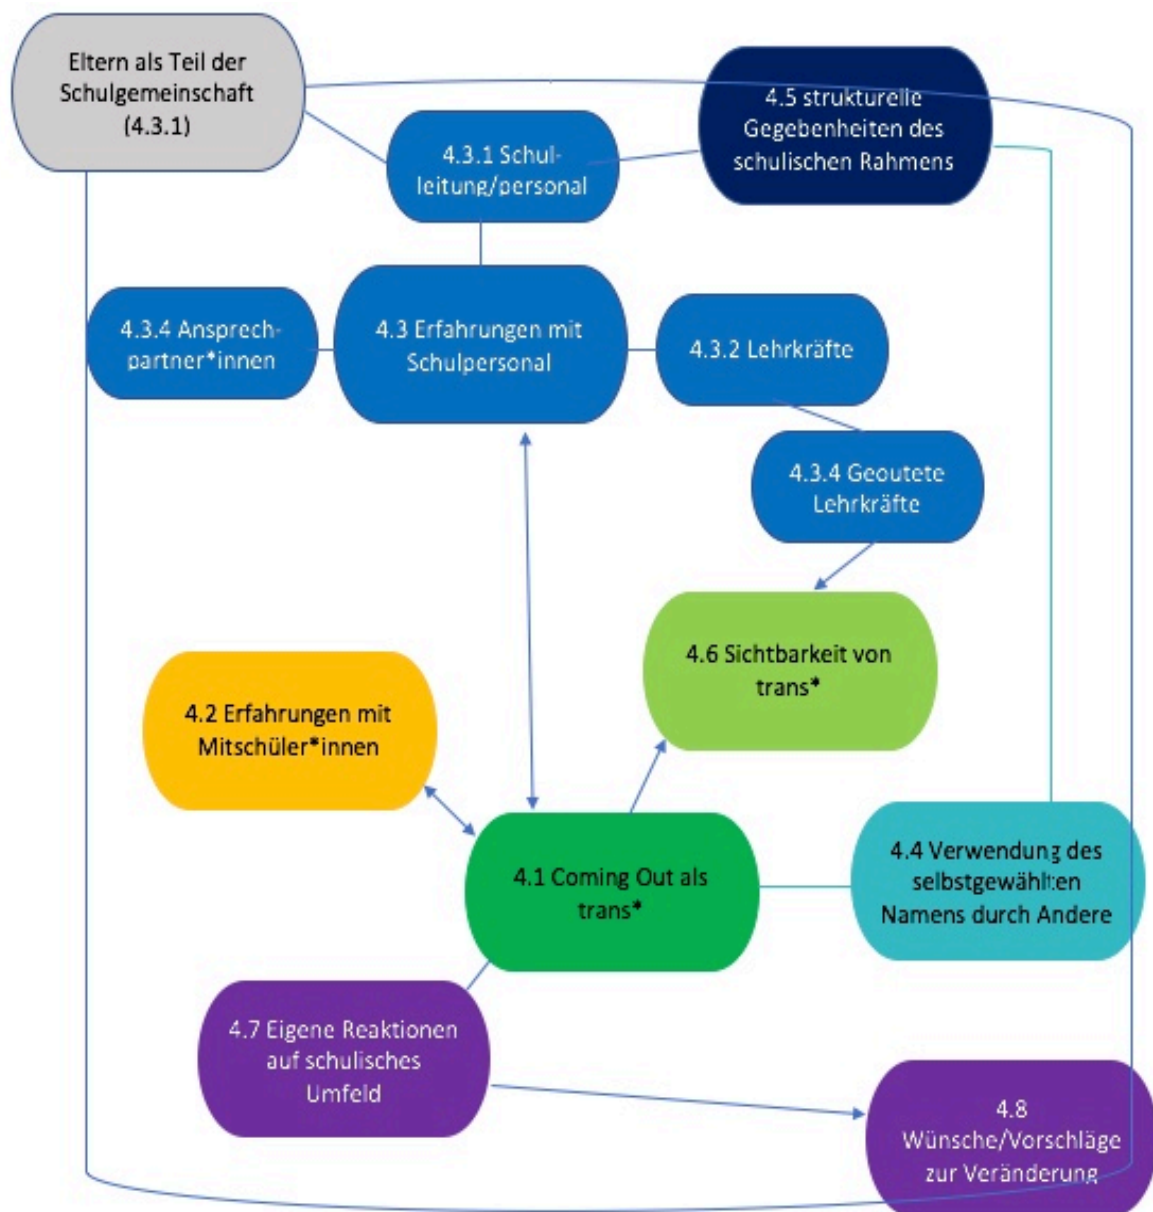 Eltern als Teil der
Schulgemeinschaft
(4.3.1)
4.5 strukturelle
Gegebenheiten des
schulischen Rahmens
4.3.1 Schul-
leitung/personal
4.3.4 Ansprech-
partner*innen
4.3 Erfahrungen mit
Schulpersonal
4.3.2 Lehrkräfte
4.3.4 Geoutete
Lehrkräfte
4.6 Sichtbarkeit von
trans*
4.2 Erfahrungen mit
Mitschüler*innen
4.1 Coming Out als
trans*
4.4 Verwendung des
selbstgewählten
Namens durch Andere
4.7 Eigene Reaktionen
auf schulisches
Umfeld
4.8
Wünsche/Vorschläge
zur Veränderung